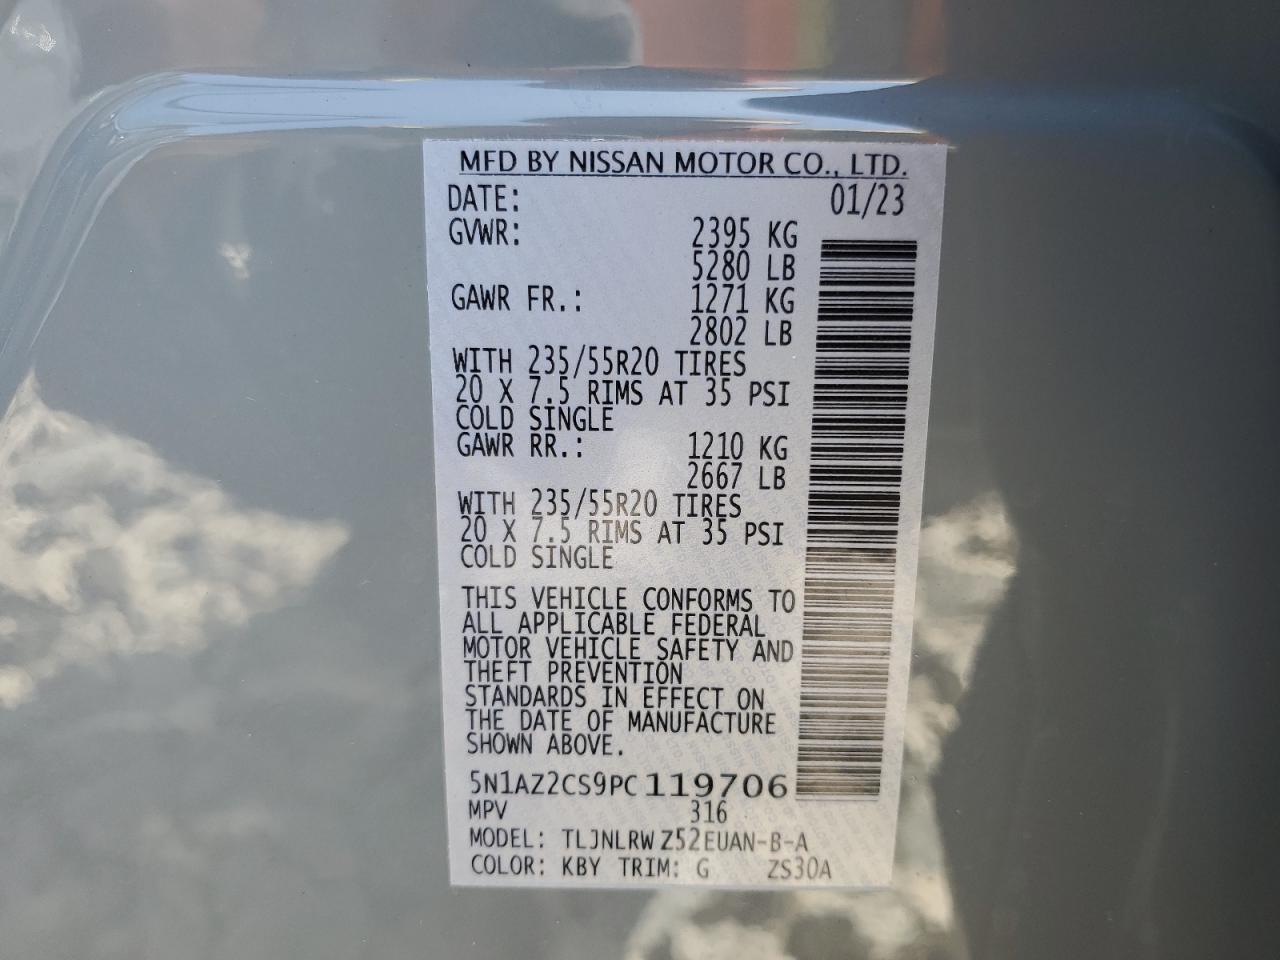 MFD BY NISSAN MOTOR CO., LTD.
DATE: 01/23
GVWR: 2395 KG
5280 LB
GAWR FR.: 1271 KG
2802 LB
WITH 235/55R20 TIRES
20 X 7.5 RIMS AT 35 PSI
COLD SINGLE
GAWR RR.: 1210 KG
2667 LB
WITH 235/55R20 TIRES
20 X 7.5 RIMS AT 35 PSI
COLD SINGLE
THIS VEHICLE CONFORMS TO
ALL APPLICABLE FEDERAL
MOTOR VEHICLE SAFETY AND
THEFT PREVENTION
STANDARDS IN EFFECT ON
THE DATE OF MANUFACTURE
SHOWN ABOVE.
5N1AZ2CS9PC119706
MPV 316
MODEL: TLJNLRW Z52EUAN-B-A
COLOR: KBY TRIM: G ZS30A